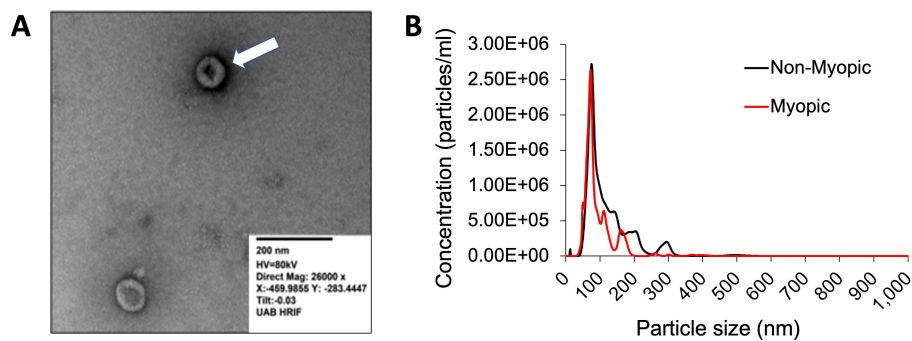 A
200 nm
HV=80kV
Direct Mag: 26000 x
X:-459.9855 Y: -283.4447
Tilt:-0.03
UAB HRIF
B
Concentration (particles/ml)
3.00E+06
2.50E+06
2.00E+06
1.50E+06
1.00E+06
5.00E+05
0.00E+00
Non-Myopic
Myopic
0 100 200 300 400 500 600 700 800 900 1,000
Particle size (nm)